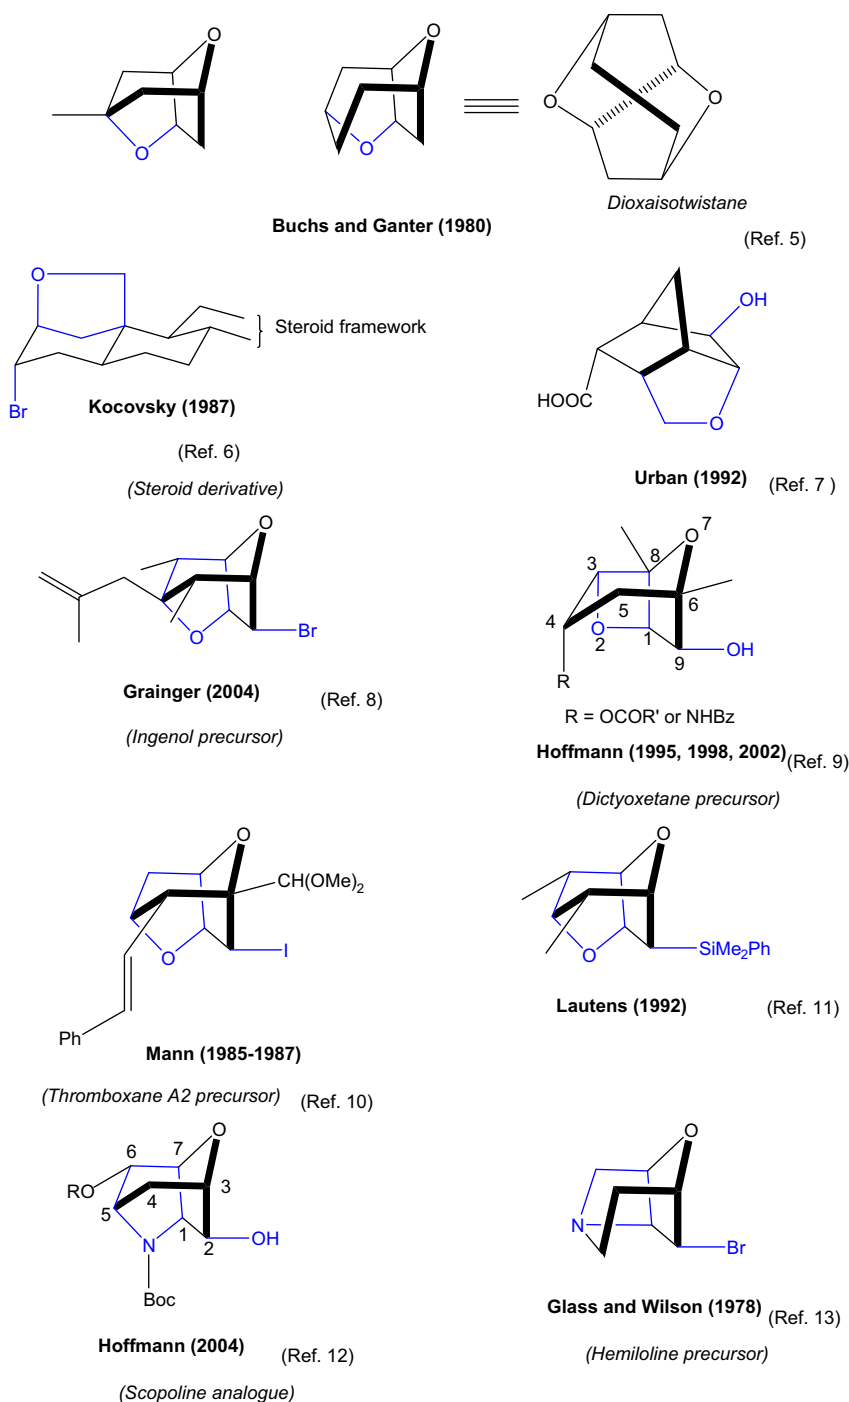 O
O
O
O
O
O
Dioxaisotwistane
Buchs and Ganter (1980)
(Ref. 5)
O
Steroid framework
Br
Kocovsky (1987)
(Ref. 6)
(Steroid derivative)
OH
HOOC
O
Urban (1992)
(Ref. 7 )
O
O
Br
Grainger (2004)
(Ref. 8)
(Ingenol precursor)
7
O
8
3
5
6
4
O
2
1
9
OH
R
R = OCOR' or NHBz
Hoffmann (1995, 1998, 2002)
(Ref. 9)
(Dictyoxetane precursor)
O
CH(OMe)2
O
I
Ph
Mann (1985-1987)
(Thromboxane A2 precursor)
(Ref. 10)
O
O
SiMe2Ph
Lautens (1992)
(Ref. 11)
O
7
6
RO
4
3
5
1
N
2
OH
Boc
Hoffmann (2004)
(Ref. 12)
(Scopoline analogue)
O
N
Br
Glass and Wilson (1978)
(Ref. 13)
(Hemiloline precursor)